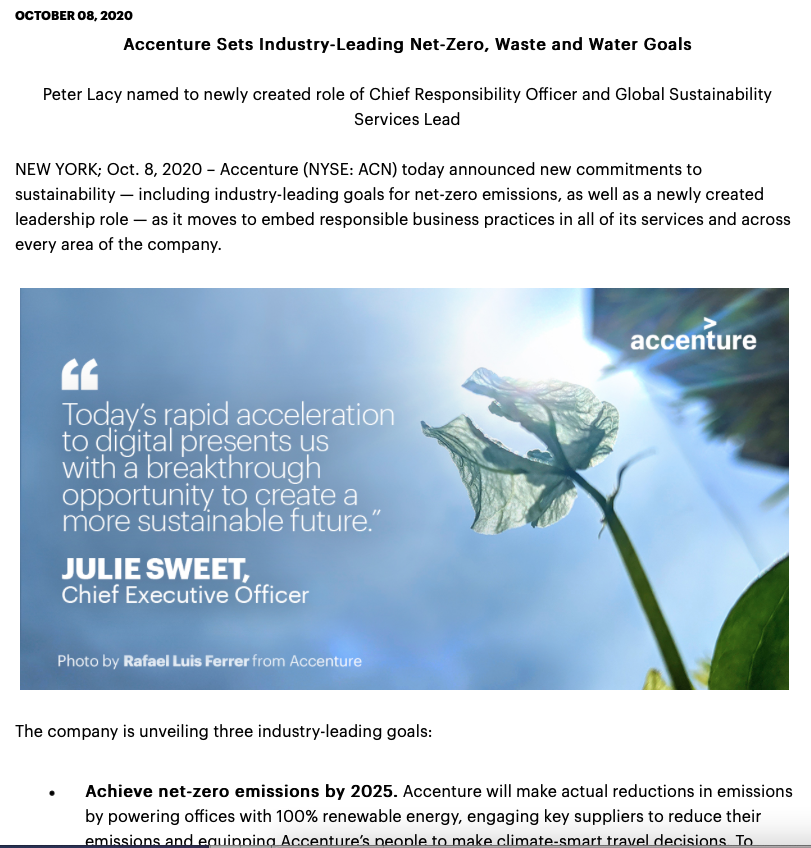 OCTOBER 08, 2020
Accenture Sets Industry-Leading Net-Zero, Waste and Water Goals
Peter Lacy named to newly created role of Chief Responsibility Officer and Global Sustainability
Services Lead
NEW YORK; Oct. 8, 2020 – Accenture (NYSE: ACN) today announced new commitments to
sustainability — including industry-leading goals for net-zero emissions, as well as a newly created
leadership role — as it moves to embed responsible business practices in all of its services and across
every area of the company.
>
accenture
“
Today’s rapid acceleration
to digital presents us
with a breakthrough
opportunity to create a
more sustainable future.”
JULIE SWEET,
Chief Executive Officer
Photo by Rafael Luis Ferrer from Accenture
The company is unveiling three industry-leading goals:
• Achieve net-zero emissions by 2025. Accenture will make actual reductions in emissions
by powering offices with 100% renewable energy, engaging key suppliers to reduce their
emissions and equipping Accenture’s people to make climate-smart travel decisions. To